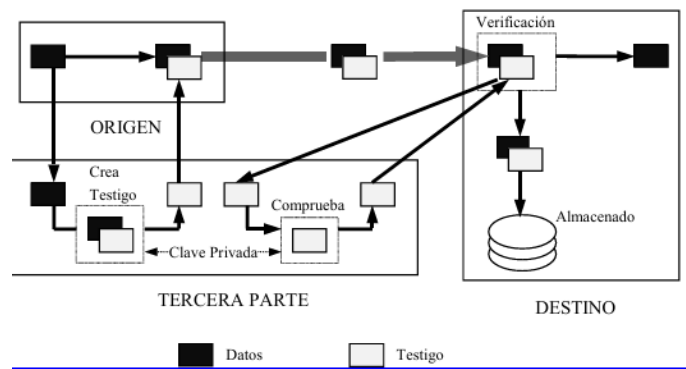 Verificación
ORIGEN
Crea
Testigo
Comprueba
Clave Privada
Almacenado
TERCERA PARTE
DESTINO
Datos
Testigo